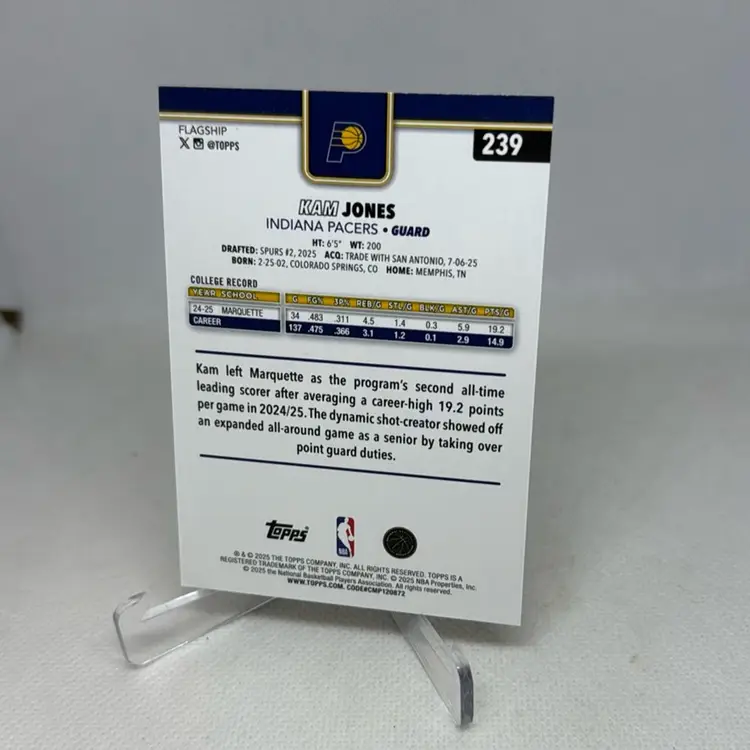 FLAGSHIP
X @TOPPS
239
P
KAM JONES
INDIANA PACERS • GUARD
HT: 6'5" WT: 200
DRAFTED: SPURS #2, 2025 ACQ: TRADE WITH SAN ANTONIO, 7-06-25
BORN: 2-25-02, COLORADO SPRINGS, CO HOME: MEMPHIS, TN
COLLEGE RECORD
YEAR SCHOOL G FG% 3P% REB/G STL/G BLK/G AST/G PTS/G
24-25 MARQUETTE 34 .483 .311 4.5 1.4 0.3 5.9 19.2
CAREER 137 .475 .366 3.1 1.2 0.1 2.9 14.9
Kam left Marquette as the program's second all-time
leading scorer after averaging a career-high 19.2 points
per game in 2024/25. The dynamic shot-creator showed off
an expanded all-around game as a senior by taking over
point guard duties.
Topps
NBA
® & © 2025 THE TOPPS COMPANY, INC. ALL RIGHTS RESERVED. TOPPS IS A
REGISTERED TRADEMARK OF THE TOPPS COMPANY, INC. © 2025 NBA Properties, Inc.
© 2025 the National Basketball Players Association. All rights reserved.
WWW.TOPPS.COM. CODE#CMP120872